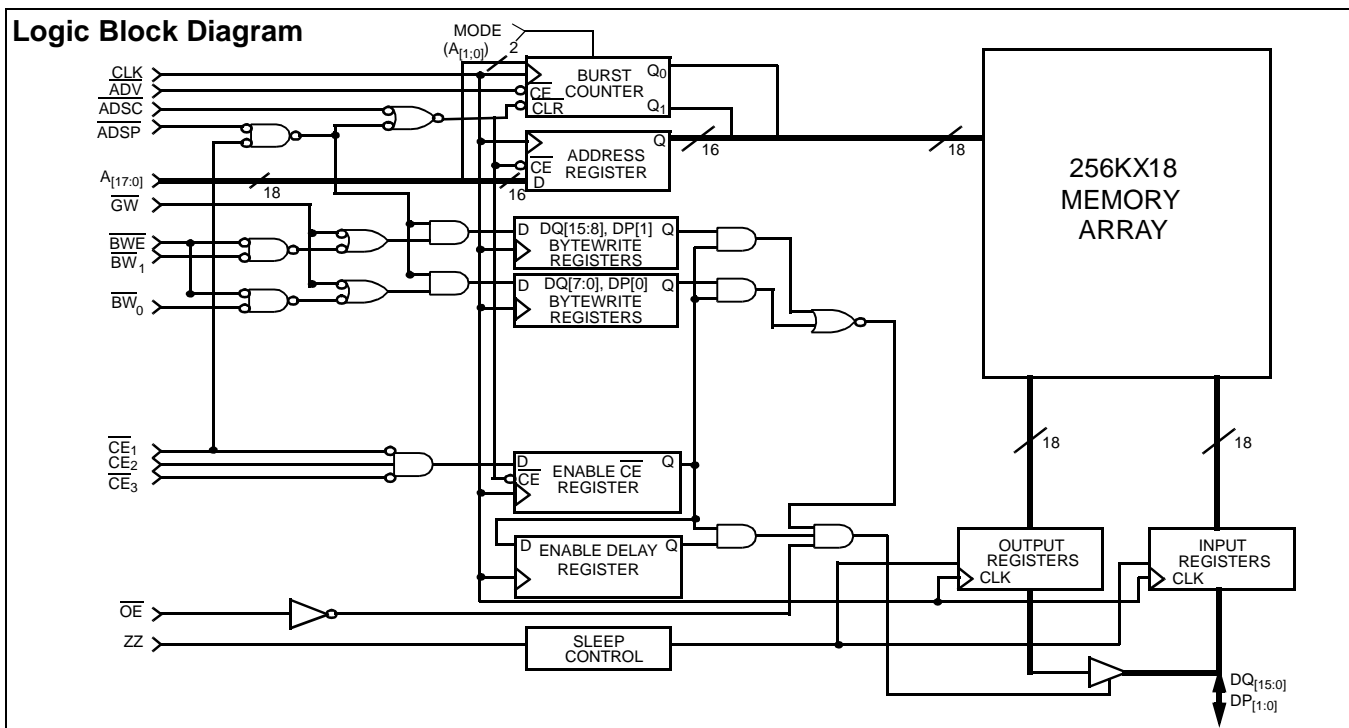 Logic Block Diagram
MODE
(A[1;0])
2
CLK
ADV
ADSC
ADSP
A[17:0]
GW
BWE
BW1
BW0
CE1
CE2
CE3
OE
ZZ
18
16
BURST
COUNTER
CE
CLR
Q0
Q1
ADDRESS
REGISTER
CE
D
Q
16
18
256KX18
MEMORY
ARRAY
D
DQ[15:8], DP[1]
Q
BYTEWRITE
REGISTERS
D
DQ[7:0], DP[0]
Q
BYTEWRITE
REGISTERS
D
ENABLE CE
Q
CE
REGISTER
D
ENABLE DELAY
Q
REGISTER
SLEEP
CONTROL
18
18
OUTPUT
REGISTERS
CLK
INPUT
REGISTERS
CLK
DQ[15:0]
DP[1:0]